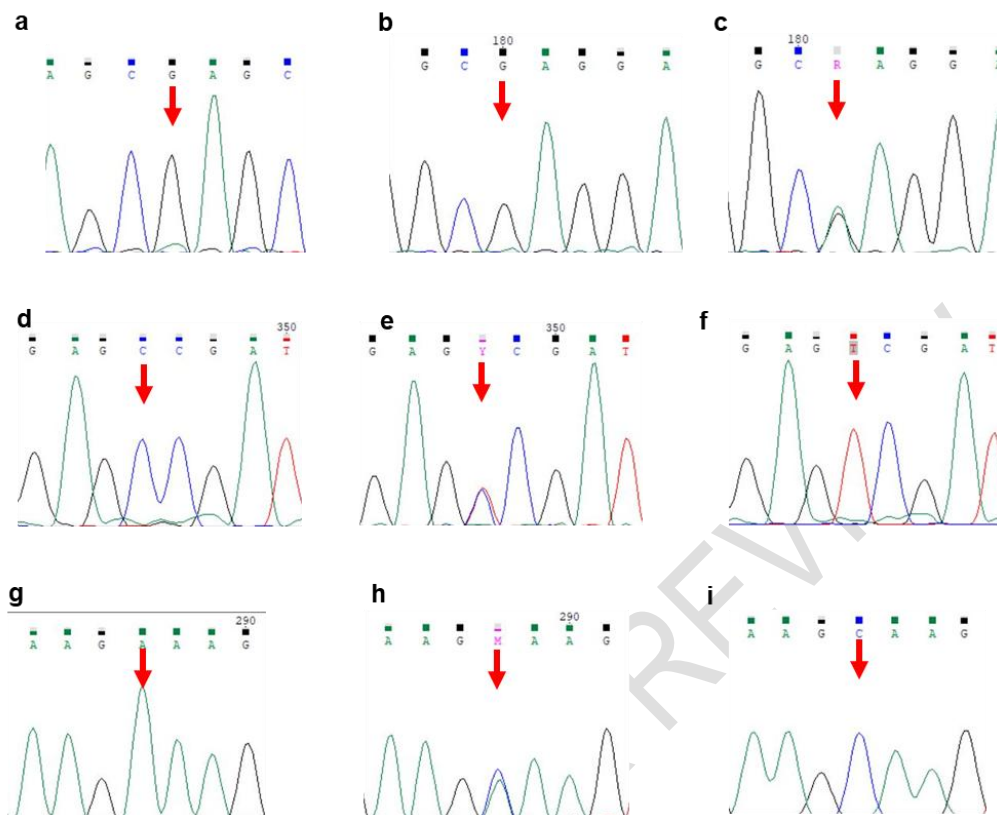 a
A G C G A G C
b
180
G C G A G G A
c
180
G C R A G G A
d
350
G A G C C G A T
e
350
G A G Y C G A T
f
G A G T C G A T
g
290
A A G A A A G
h
290
A A G M A A G
i
A A G C A A G